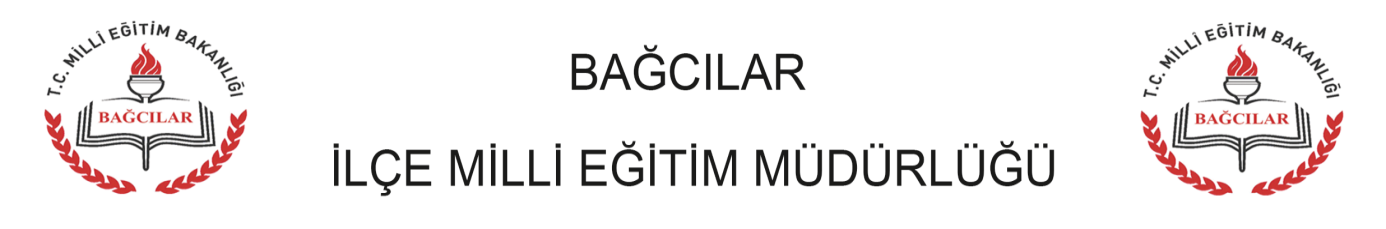 T.C. MİLLİ EĞİTİM BAKANLIĞI
BAĞCILAR
BAĞCILAR
İLÇE MİLLİ EĞİTİM MÜDÜRLÜĞÜ
T.C. MİLLİ EĞİTİM BAKANLIĞI
BAĞCILAR